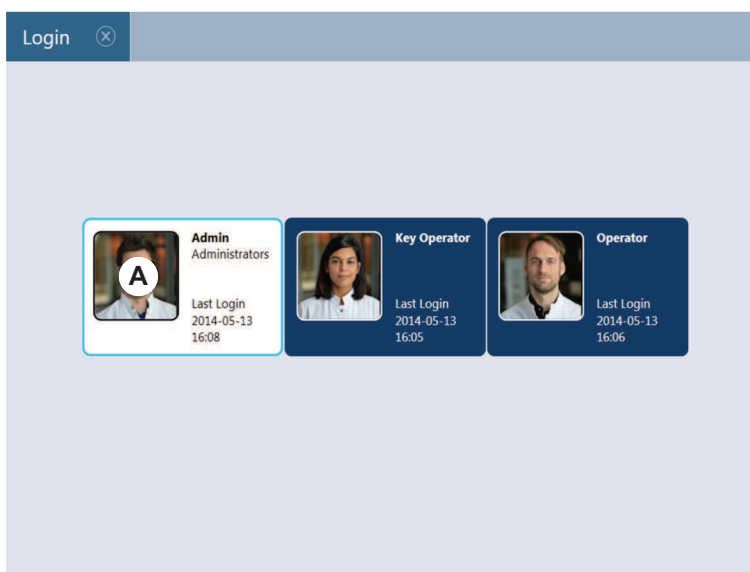 Login
A
Admin
Administrators
Last Login
2014-05-13
16:08
Key Operator
Last Login
2014-05-13
16:05
Operator
Last Login
2014-05-13
16:06